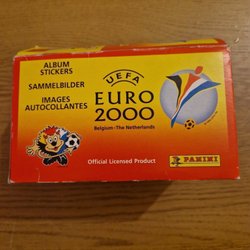 ALBUM
STICKERS
SAMMELBILDER
IMAGES
AUTOCOLLANTES
UEFA
EURO
2000
Belgium-The Netherlands
Official Licensed Product
PANINI